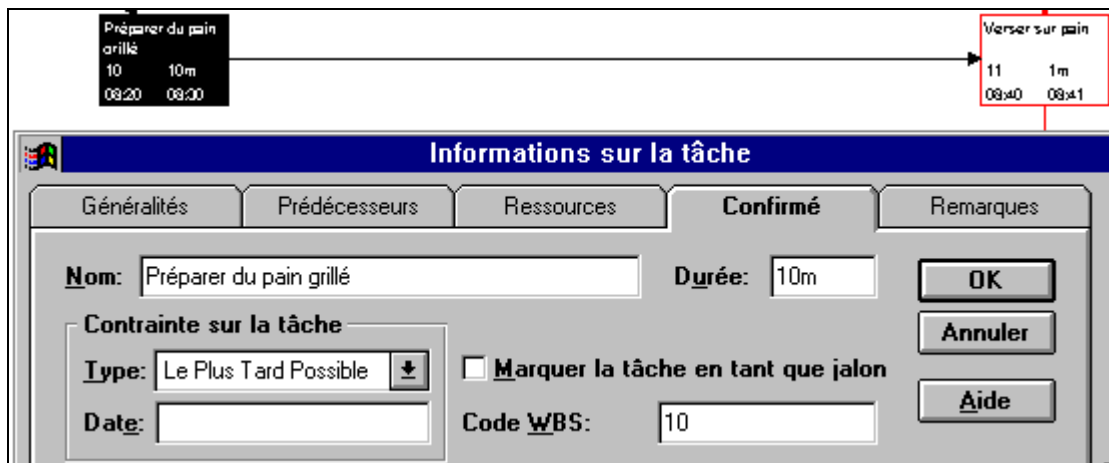 Préparer du pain
grillé
10 10m
08:20 08:30
Verser sur pain
11 1m
08:40 08:41
Informations sur la tâche
Généralités Prédécesseurs Ressources Confirmé Remarques
Nom: Préparer du pain grillé Durée: 10m OK
Contrainte sur la tâche Annuler
Type: Le Plus Tard Possible Marquer la tâche en tant que jalon
Date: Code WBS: 10 Aide